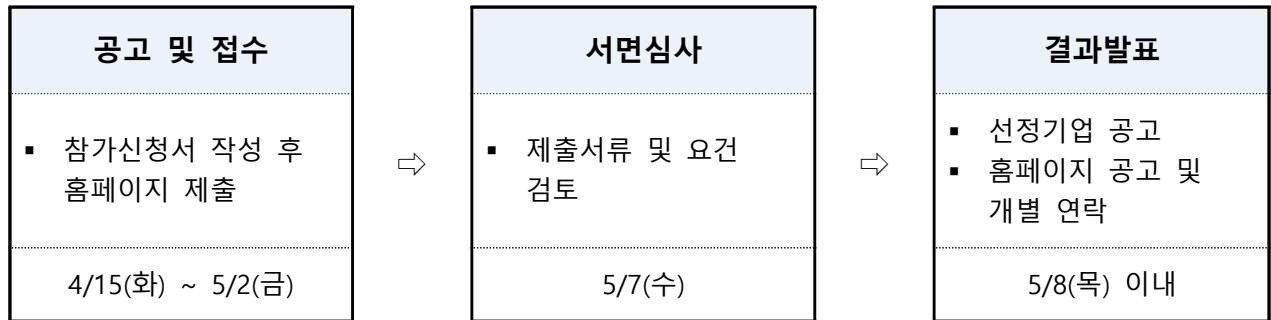 공고 및 접수
▪ 참가신청서 작성 후
홈페이지 제출
4/15(화) ~ 5/2(금)
⇨
서면심사
▪ 제출서류 및 요건
검토
5/7(수)
⇨
결과발표
▪ 선정기업 공고
▪ 홈페이지 공고 및
개별 연락
5/8(목) 이내